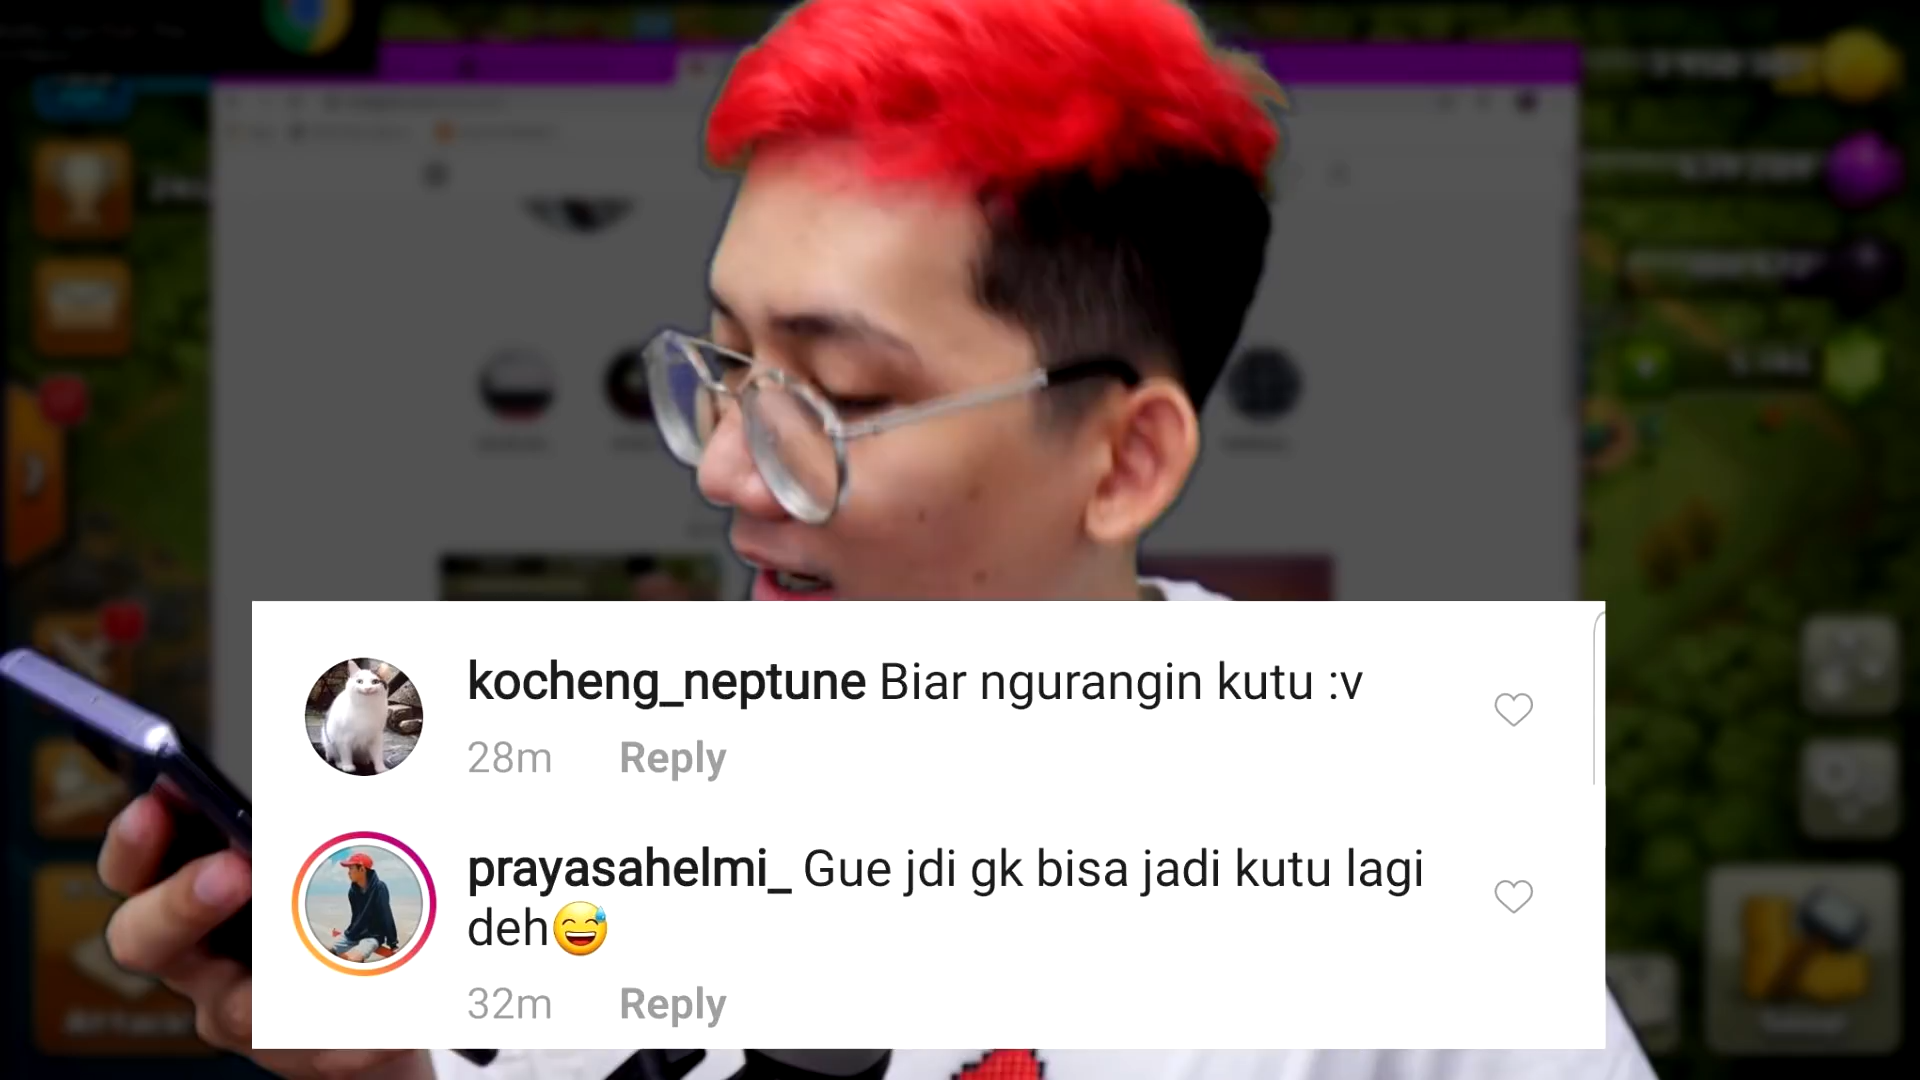 kocheng_neptune Biar ngurangin kutu :v
28m Reply
prayasahelmi_ Gue jdi gk bisa jadi kutu lagi
deh😅
32m Reply